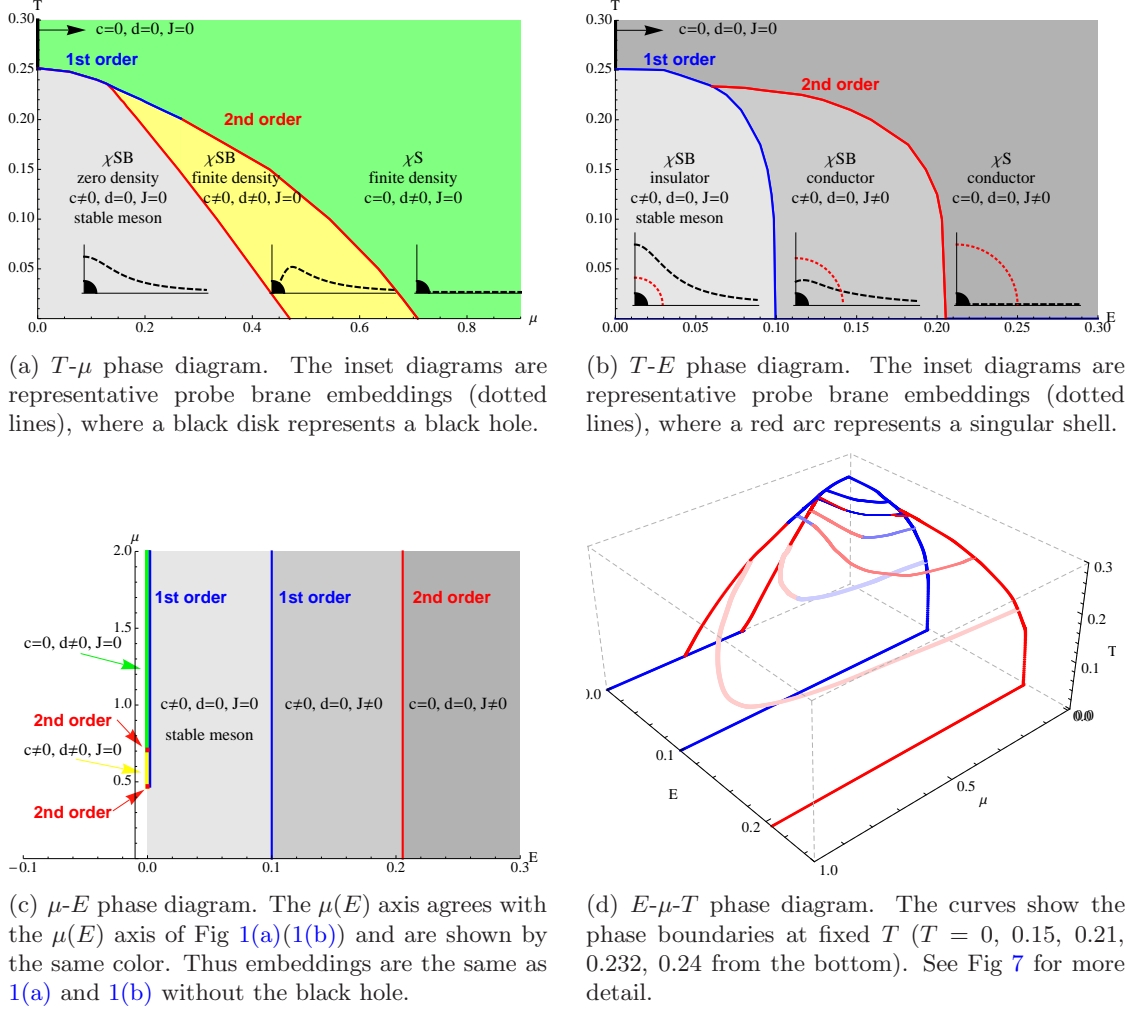 T
0.30
c=0, d=0, J=0
1st order
0.25
0.20
2nd order
0.15
χSB
zero density
c≠0, d=0, J=0
stable meson
χSB
finite density
c≠0, d≠0, J=0
χS
finite density
c=0, d≠0, J=0
0.10
0.05
0.0 0.2 0.4 0.6 0.8 μ
(a) T-μ phase diagram. The inset diagrams are
representative probe brane embeddings (dotted
lines), where a black disk represents a black hole.
T
0.30
c=0, d=0, J=0
1st order
0.25
2nd order
0.20
0.15
χSB
insulator
c≠0, d=0, J=0
stable meson
χSB
conductor
c≠0, d=0, J≠0
χS
conductor
c=0, d=0, J≠0
0.10
0.05
0.00 0.05 0.10 0.15 0.20 0.25 0.30 E
(b) T-E phase diagram. The inset diagrams are
representative probe brane embeddings (dotted
lines), where a red arc represents a singular shell.
μ
2.0
1st order 1st order 2nd order
1.5
c=0, d≠0, J=0
1.0
c≠0, d=0, J=0 c≠0, d=0, J≠0 c=0, d=0, J≠0
2nd order
stable meson
c≠0, d≠0, J=0
0.5
2nd order
−0.1 0.0 0.1 0.2 0.3 E
(c) μ-E phase diagram. The μ(E) axis agrees with
the μ(E) axis of Fig 1(a)(1(b)) and are shown by
the same color. Thus embeddings are the same as
1(a) and 1(b) without the black hole.
0.3
0.2
T
0.1
0.0
0.0
0.1
E
0.2
0.5
μ
1.0
(d) E-μ-T phase diagram. The curves show the
phase boundaries at fixed T (T = 0, 0.15, 0.21,
0.232, 0.24 from the bottom). See Fig 7 for more
detail.